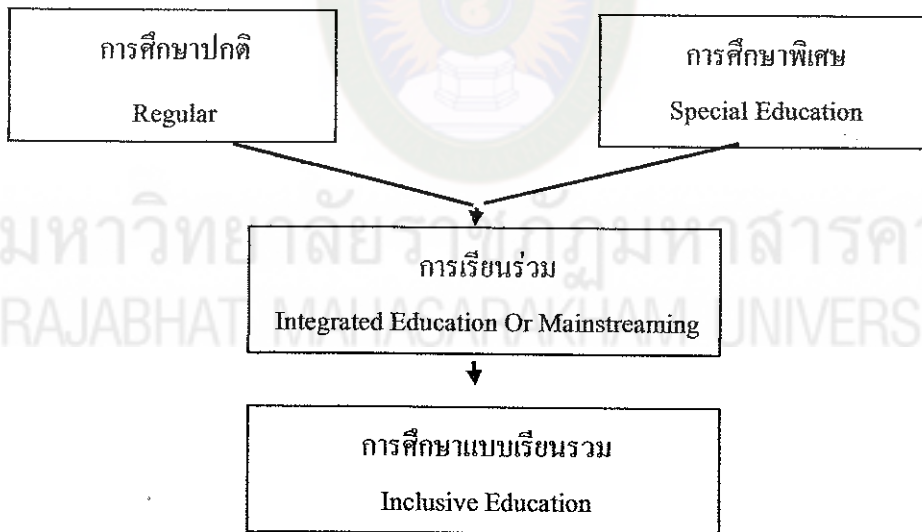 การศึกษาปกติ
Regular
การศึกษาพิเศษ
Special Education
มหาวิทยาลัยราชภัฏมหาสารค
RAJABHAT MAHASARAKHAM UNIVERS
การเรียนร่วม
Integrated Education Or Mainstreaming
การศึกษาแบบเรียนรวม
Inclusive Education